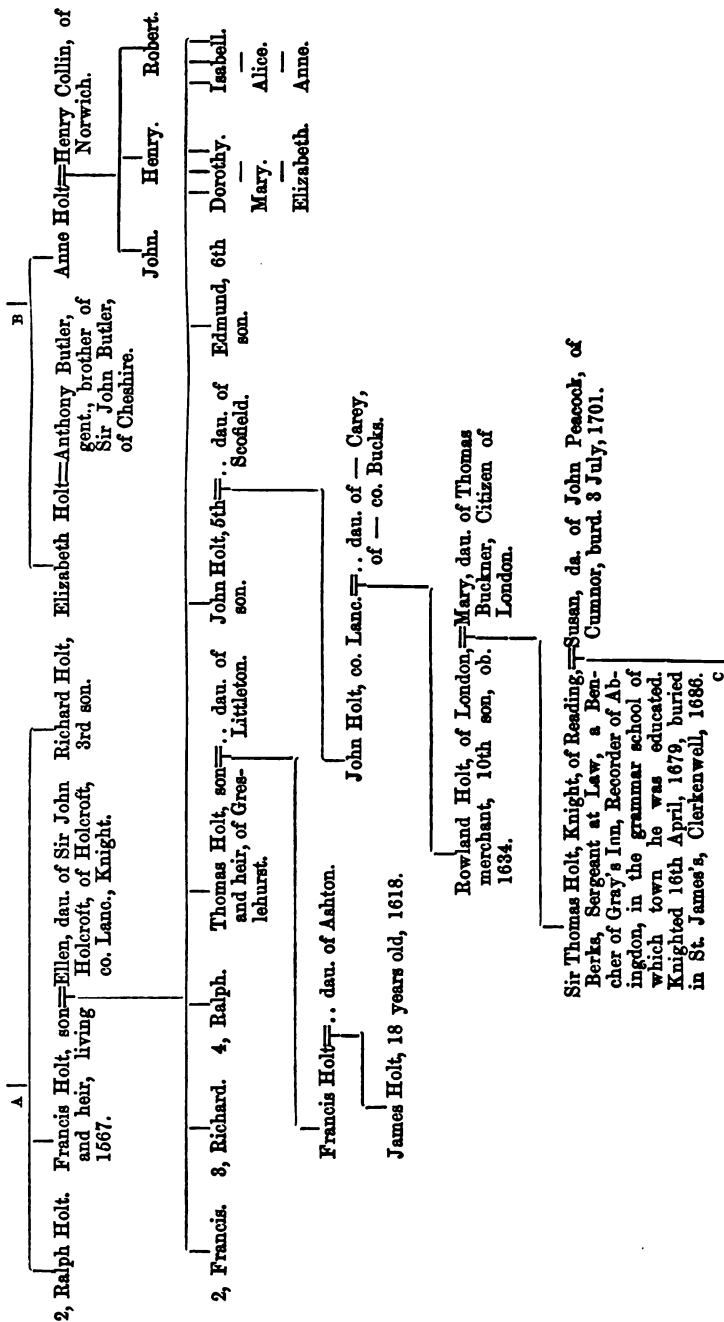 A
B
2, Ralph Holt.
Francis Holt, son═Ellen, dau. of Sir John
and heir, living Holcroft, of Holcroft,
1567. co. Lanc., Knight.
Richard Holt,
3rd son.
Elizabeth Holt═Anthony Butler,
gent., brother of
Sir John Butler,
of Cheshire.
Anne Holt═Henry Collin, of
Norwich.
John. Henry. Robert.
2, Francis. 3, Richard. 4, Ralph.
Thomas Holt, son═.. dau. of
and heir, of Gres- Littleton.
lehurst.
John Holt, 5th═.. dau. of
son. Scofield.
Edmund, 6th
son.
Dorothy. Isabell.
— —
Mary. Alice.
— —
Elizabeth. Anne.
Francis Holt═.. dau. of Ashton.
James Holt, 18 years old, 1618.
John Holt, co. Lanc.═.. dau. of — Carey,
of — co. Bucks.
Rowland Holt, of London,═Mary, dau. of Thomas
merchant, 10th son, ob. Buckner, Citizen of
1634. London.
Sir Thomas Holt, Knight, of Reading,═Susan, da. of John Peacock, of
Berks, Sergeant at Law, a Ben- Cumnor, burd. 3 July, 1701.
cher of Gray's Inn, Recorder of Ab-
ingdon, in the grammar school of
which town he was educated.
Knighted 16th April, 1679, buried
in St. James's, Clerkenwell, 1686.
C